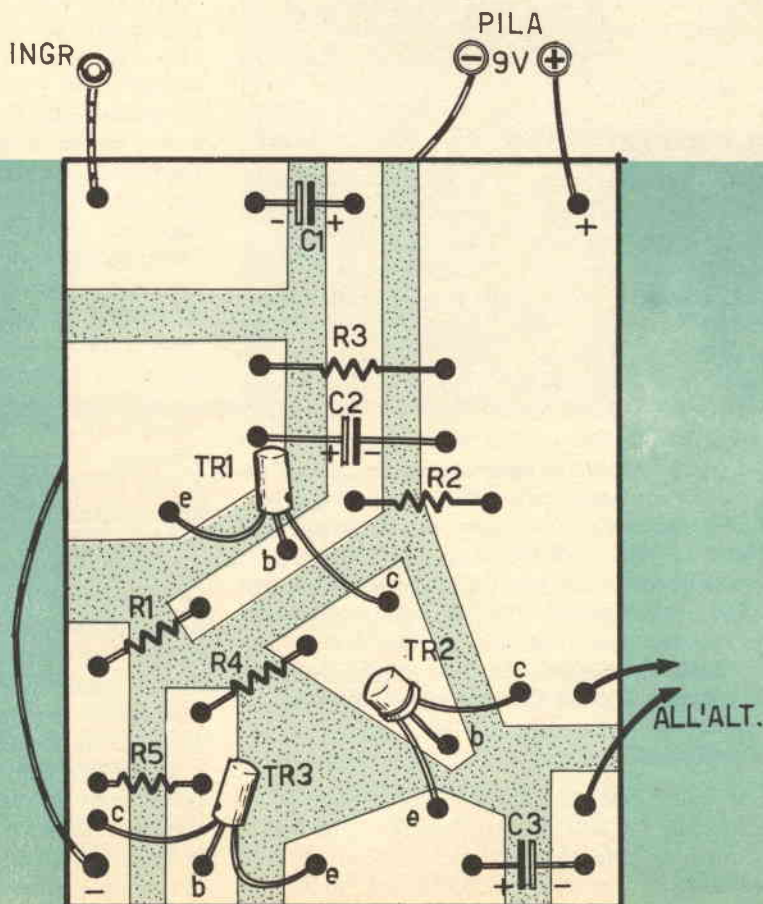 PILA
INGR
- 9V +
- C1 +
+
R3
C2
+ -
TR1
R2
e
b
c
R1
R4
TR2
c
ALL'ALT.
b
R5
TR3
c
e
C3
+ -
- b e